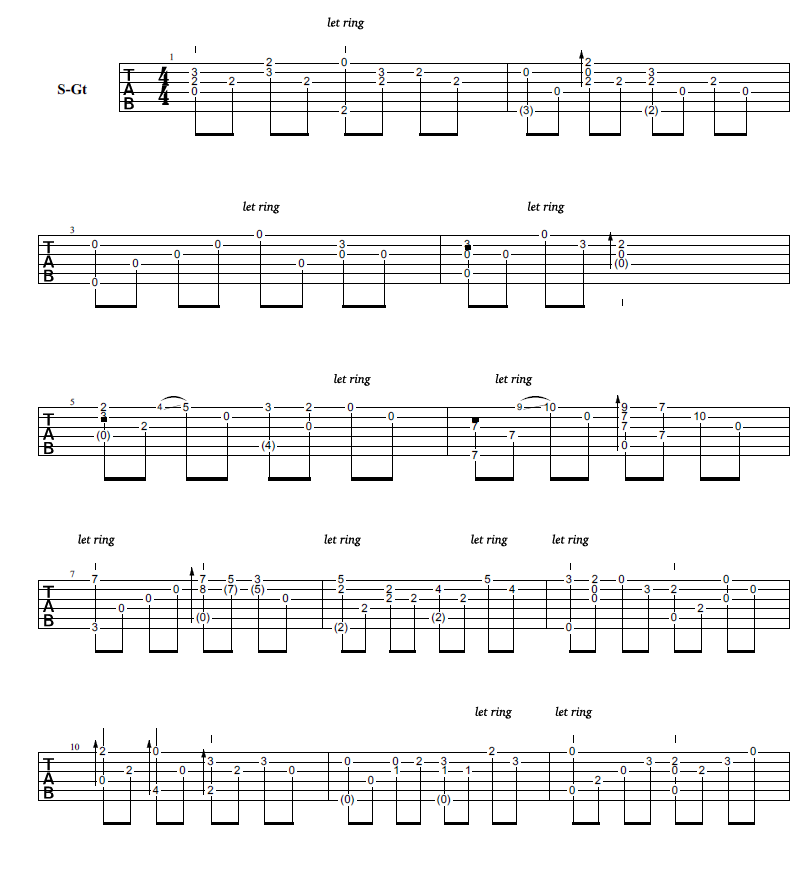 let ring
1
2 0 2
T 4 3 3 3 2 0 0 3
S-Gt A 2 2 2 2 2 2 2 2 2
4 0 0 0 0
B 2 (3) (2)
let ring let ring
3
0 0
T 0 0 3 3 3 2
0 0 0 0 0 0
A 0 0 (0)
B 0
0
let ring let ring
5
2 4 5 3 2 0 9 10 9 7
T 3 0 0 0 7 10
2 0 7 7 0
A (0) 7 7
B (4) 0
7
let ring let ring let ring let ring
7
7 7 5 3 5 5 3 2 0 0
T 0 8 (7) (5) 2 2 4 4 0 3 2 0
0 0 2 2 2 0 0
A 0 2 2
B (0) (2) 0
3 (2) 0
let ring let ring
10
2 0 2 0 0
T 3 3 0 0 2 3 3 3 2 3
2 0 2 0 1 1 1 0 0 2
A 0 0 2
B 4 2 0 0
(0) (0)